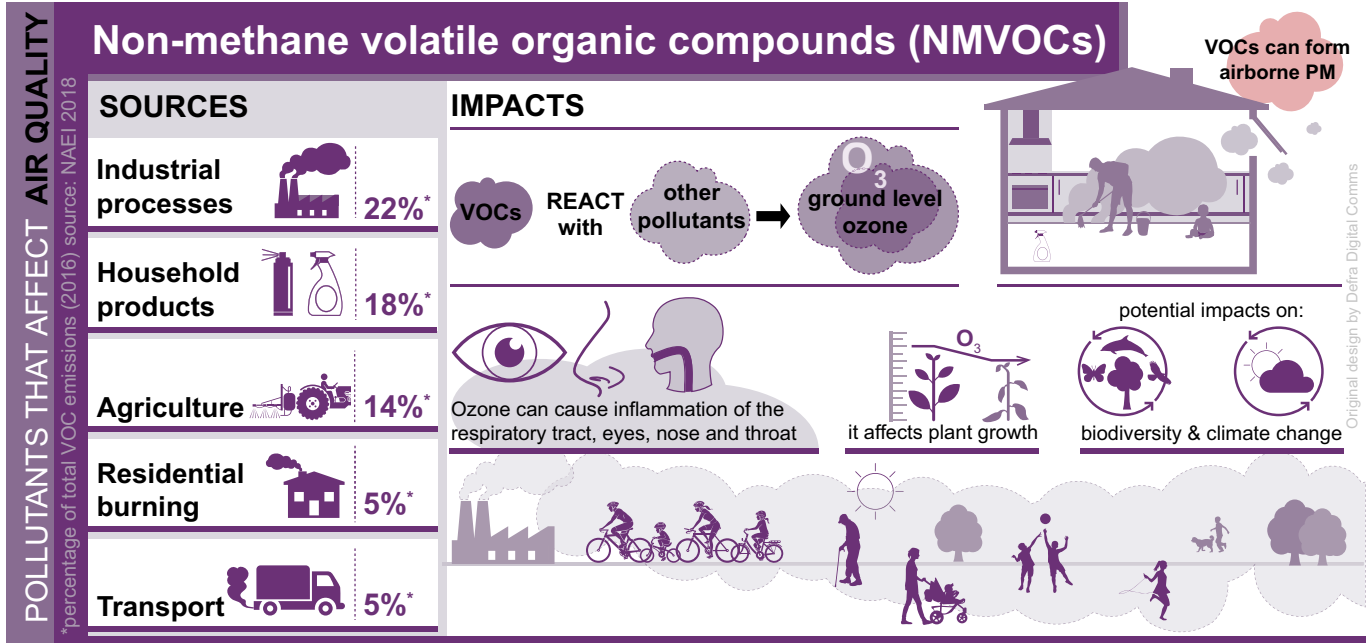 Non-methane volatile organic compounds (NMVOCs)
POLLUTANTS THAT AFFECT AIR QUALITY
*percentage of total VOC emissions (2016) source: NAEI 2018
SOURCES
Industrial
processes
22%*
Household
products
18%*
Agriculture
14%*
Residential
burning
5%*
Transport
5%*
IMPACTS
VOCs
REACT
with
other
pollutants
O3
ground level
ozone
VOCs can form
airborne PM
Ozone can cause inflammation of the
respiratory tract, eyes, nose and throat
O3
it affects plant growth
potential impacts on:
biodiversity & climate change
Original design by Defra Digital Comms